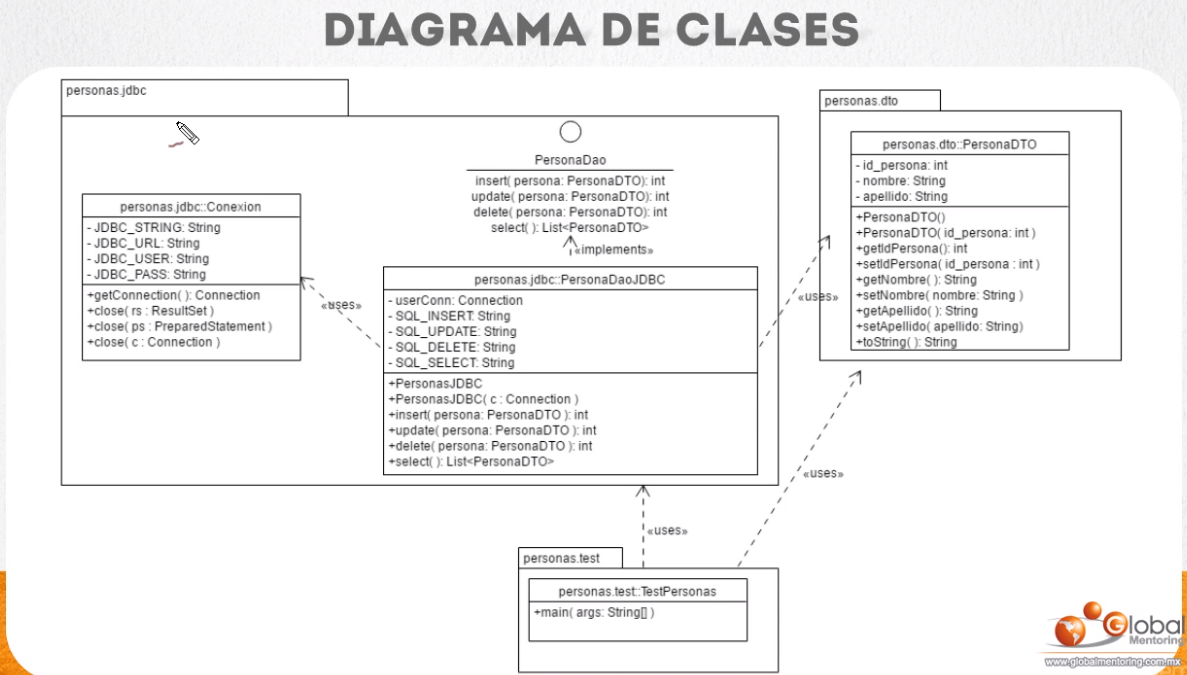 DIAGRAMA DE CLASES
personas.jdbc
PersonaDao
insert( persona: PersonaDTO): int
update( persona: PersonaDTO): int
delete( persona: PersonaDTO): int
select( ): List<PersonaDTO>
«implements»
personas.jdbc::Conexion
- JDBC_STRING: String
- JDBC_URL: String
- JDBC_USER: String
- JDBC_PASS: String
+getConnection( ): Connection
+close( rs : ResultSet )
+close( ps : PreparedStatement )
+close( c : Connection )
«uses»
personas.jdbc::PersonaDaoJDBC
- userConn: Connection
- SQL_INSERT: String
- SQL_UPDATE: String
- SQL_DELETE: String
- SQL_SELECT: String
+PersonasJDBC
+PersonasJDBC( c : Connection )
+insert( persona: PersonaDTO ): int
+update( persona: PersonaDTO ): int
+delete( persona: PersonaDTO ): int
+select( ): List<PersonaDTO>
«uses»
personas.dto
personas.dto::PersonaDTO
- id_persona: int
- nombre: String
- apellido: String
+PersonaDTO()
+PersonaDTO( id_persona: int )
+getIdPersona(): int
+setIdPersona( id_persona : int )
+getNombre( ): String
+setNombre( nombre: String )
+getApellido( ): String
+setApellido( apellido: String)
+toString( ): String
«uses»
«uses»
personas.test
personas.test::TestPersonas
+main( args: String[] )
Global
Mentoring
www.globalmentoring.com.mx